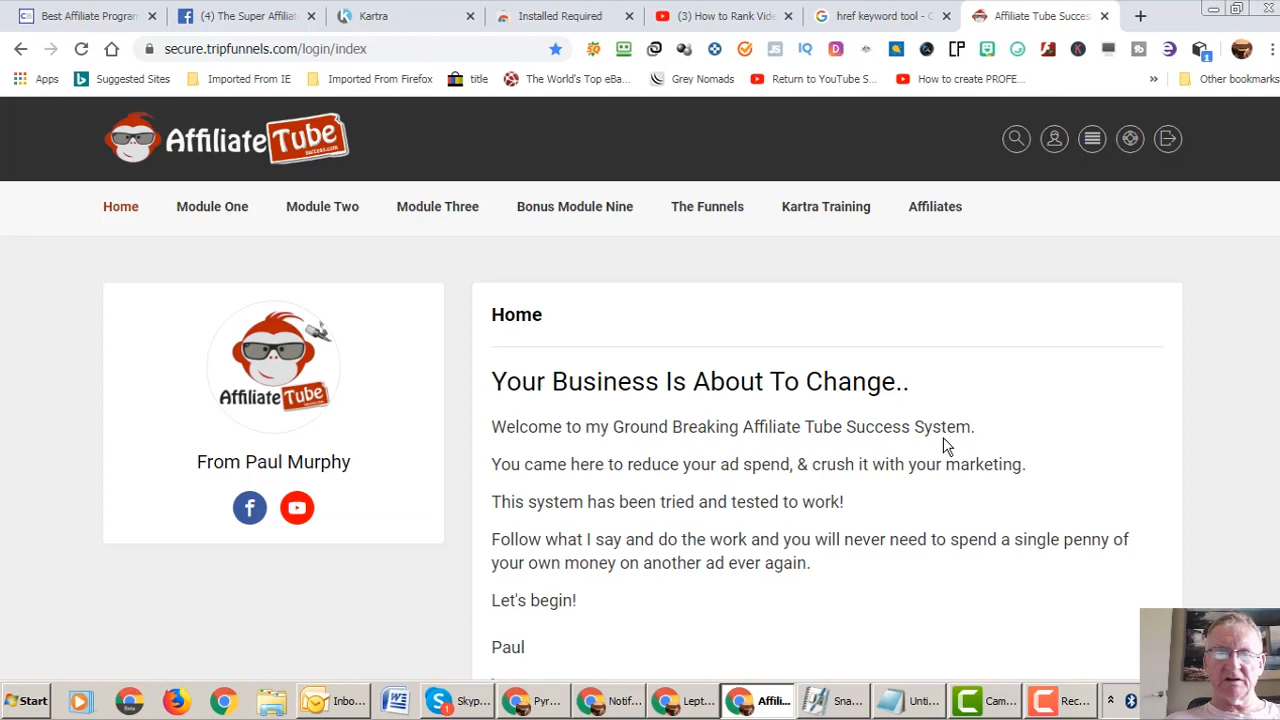 Best Affiliate Program
(4) The Super Affiliat
Kartra
Installed Required
(3) How to Rank Vide
href keyword tool - G
Affiliate Tube Succes
secure.tripfunnels.com/login/index
Apps
Suggested Sites
Imported From IE
Imported From Firefox
title
The World's Top eBa...
Grey Nomads
Return to YouTube S...
How to create PROFE...
Other bookmarks
Affiliate Tube
success.com
Home
Module One
Module Two
Module Three
Bonus Module Nine
The Funnels
Kartra Training
Affiliates
Affiliate Tube
From Paul Murphy
Home
Your Business Is About To Change..
Welcome to my Ground Breaking Affiliate Tube Success System.
You came here to reduce your ad spend, & crush it with your marketing.
This system has been tried and tested to work!
Follow what I say and do the work and you will never need to spend a single penny of
your own money on another ad ever again.
Let's begin!
Paul
Start
Inbo...
Skyp...
Pyr...
Notif...
Lept...
Affili...
Sna...
Unti...
Cam...
Rec...